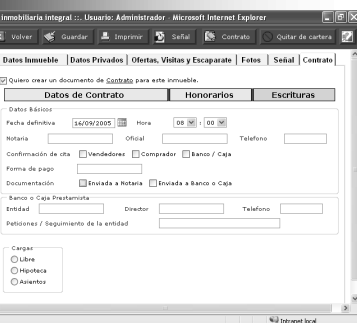 inmobiliaria integral ::. Usuario: Administrador - Microsoft Internet Explorer
Volver Guardar Imprimir Señal Contrato Quitar de cartera
Datos Inmueble Datos Privados Ofertas, Visitas y Escaparate Fotos Señal Contrato
Quiero crear un documento de Contrato para este inmueble.
Datos de Contrato Honorarios Escrituras
Datos Básicos
Fecha definitiva 16/09/2005 Hora 08 : 00
Notaria Oficial Telefono
Confirmación de cita Vendedores Comprador Banco / Caja
Forma de pago
Documentación Enviada a Notaria Enviada a Banco o Caja
Banco o Caja Prestamista
Entidad Director Telefono
Peticiones / Seguimiento de la entidad
Cargas
Libre
Hipoteca
Asientos
Intranet local